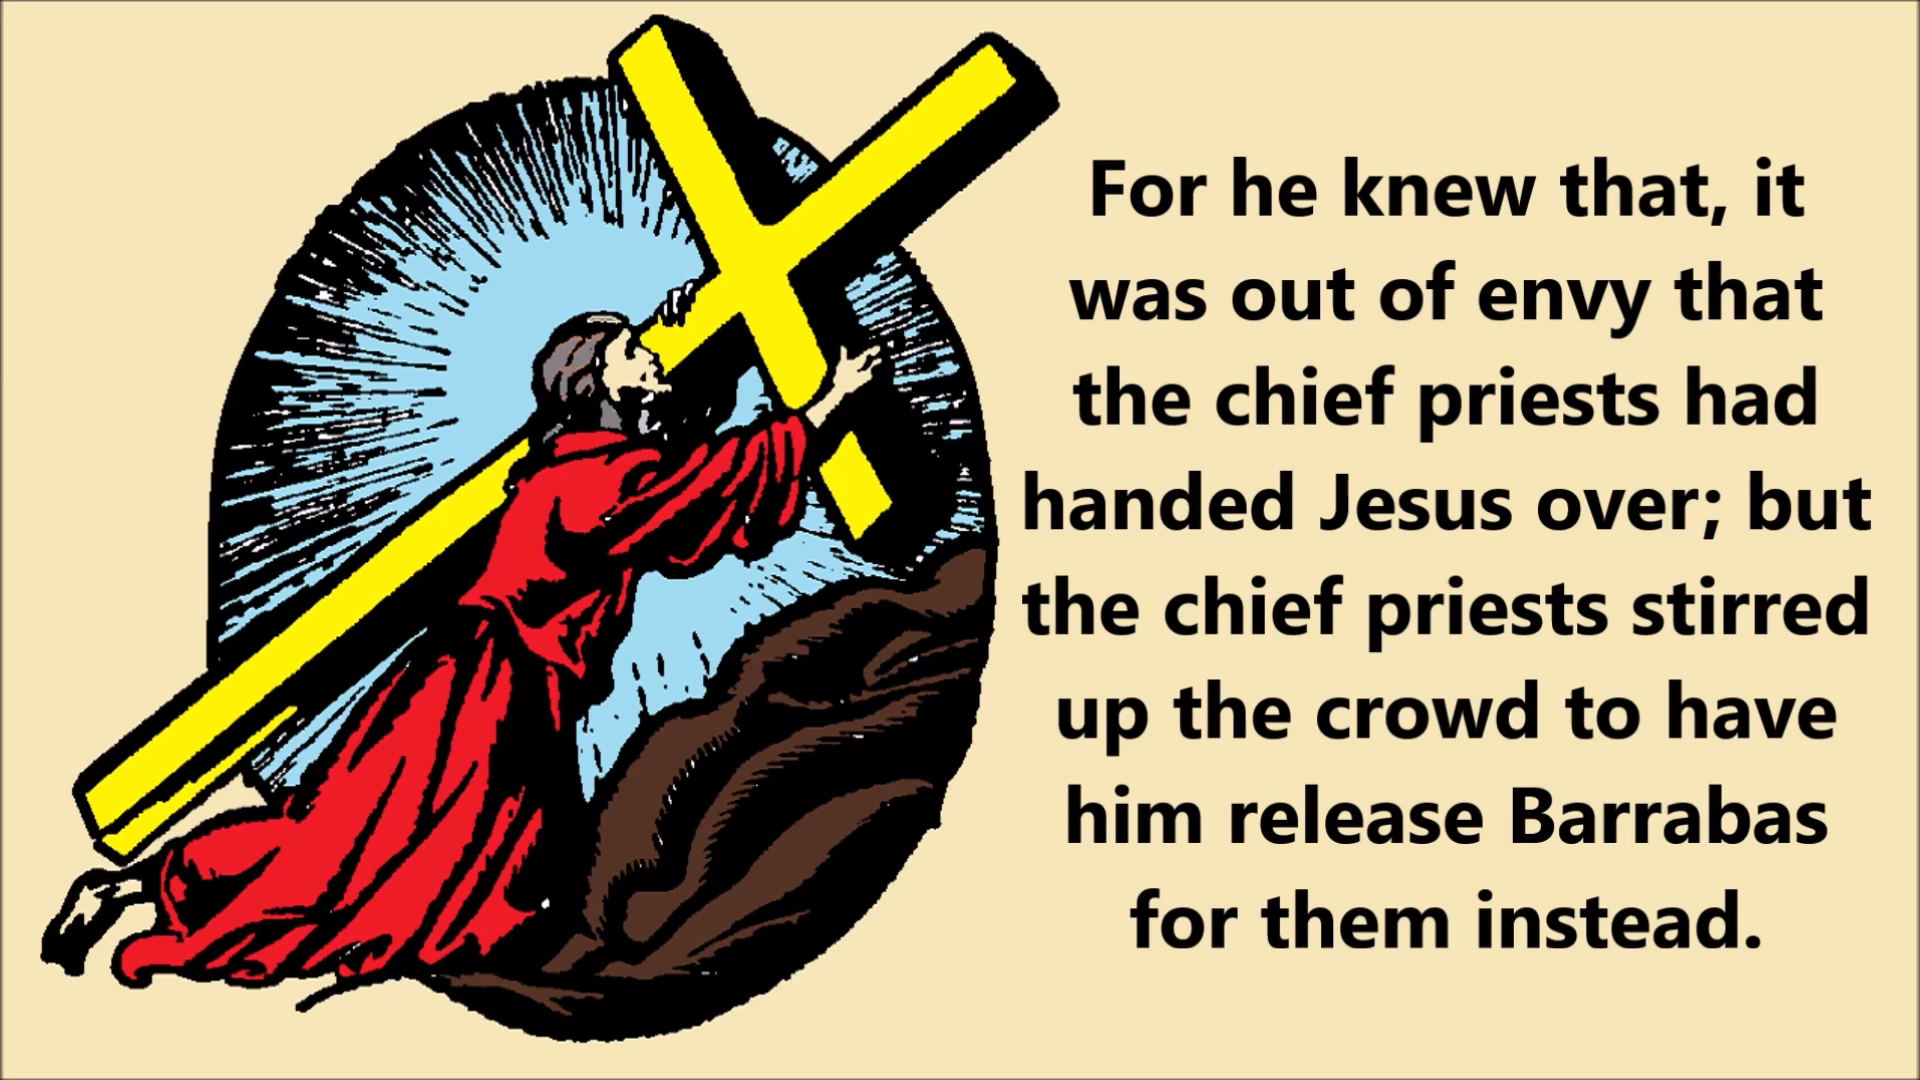 For he knew that, it
was out of envy that
the chief priests had
handed Jesus over; but
the chief priests stirred
up the crowd to have
him release Barrabas
for them instead.